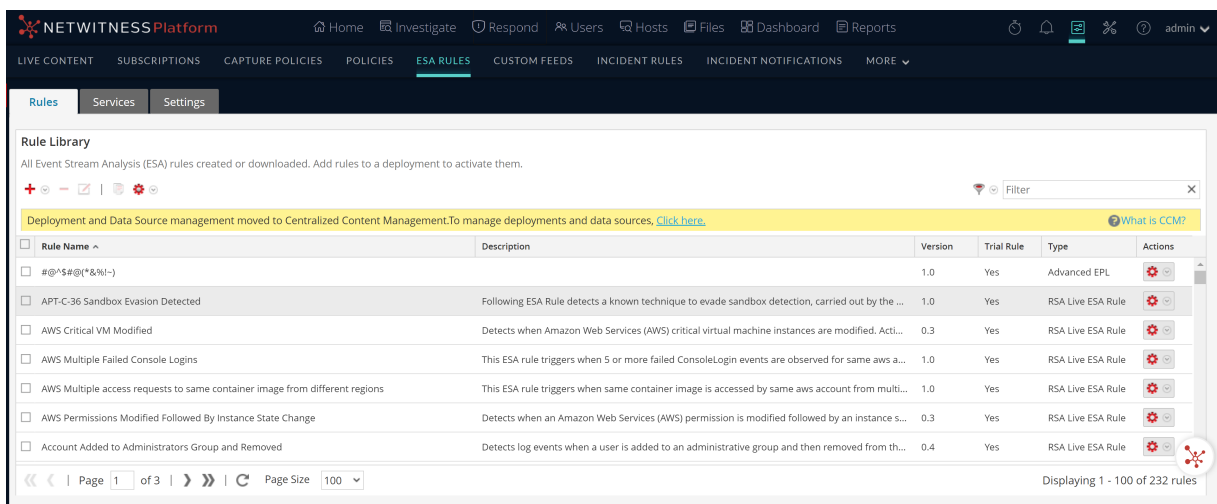 NETWITNESS Platform Home Investigate Respond Users Hosts Files Dashboard Reports admin
LIVE CONTENT SUBSCRIPTIONS CAPTURE POLICIES POLICIES ESA RULES CUSTOM FEEDS INCIDENT RULES INCIDENT NOTIFICATIONS MORE
Rules Services Settings
Rule Library
All Event Stream Analysis (ESA) rules created or downloaded. Add rules to a deployment to activate them.
Filter
Deployment and Data Source management moved to Centralized Content Management.To manage deployments and data sources, Click here. What is CCM?
Rule Name Description Version Trial Rule Type Actions
#@^$#@(*&%!~) 1.0 Yes Advanced EPL
APT-C-36 Sandbox Evasion Detected Following ESA Rule detects a known technique to evade sandbox detection, carried out by the ... 1.0 Yes RSA Live ESA Rule
AWS Critical VM Modified Detects when Amazon Web Services (AWS) critical virtual machine instances are modified. Acti... 0.3 Yes RSA Live ESA Rule
AWS Multiple Failed Console Logins This ESA rule triggers when 5 or more failed ConsoleLogin events are observed for same aws a... 1.0 Yes RSA Live ESA Rule
AWS Multiple access requests to same container image from different regions This ESA rule triggers when same container image is accessed by same aws account from multi... 1.0 Yes RSA Live ESA Rule
AWS Permissions Modified Followed By Instance State Change Detects when an Amazon Web Services (AWS) permission is modified followed by an instance s... 0.3 Yes RSA Live ESA Rule
Account Added to Administrators Group and Removed Detects log events when a user is added to an administrative group and then removed from th... 0.4 Yes RSA Live ESA Rule
Page 1 of 3 Page Size 100 Displaying 1 - 100 of 232 rules